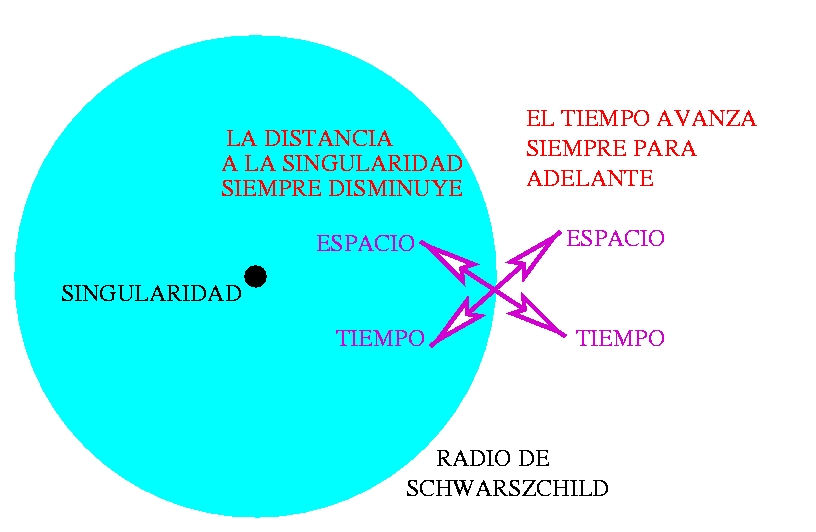 LA DISTANCIA
A LA SINGULARIDAD
SIEMPRE DISMINUYE
EL TIEMPO AVANZA
SIEMPRE PARA
ADELANTE
ESPACIO
ESPACIO
SINGULARIDAD
TIEMPO
TIEMPO
RADIO DE
SCHWARSZCHILD